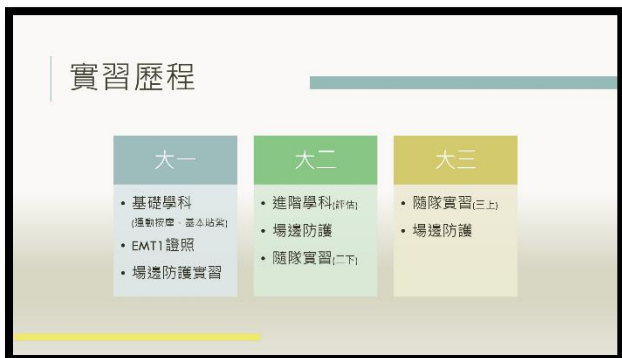 實習歷程
大一
• 基礎學科
(運動按摩、基本貼紮)
• EMT1證照
• 場邊防護實習
大二
• 進階學科(評估)
• 場邊防護
• 隨隊實習(二下)
大三
• 隨隊實習(三上)
• 場邊防護